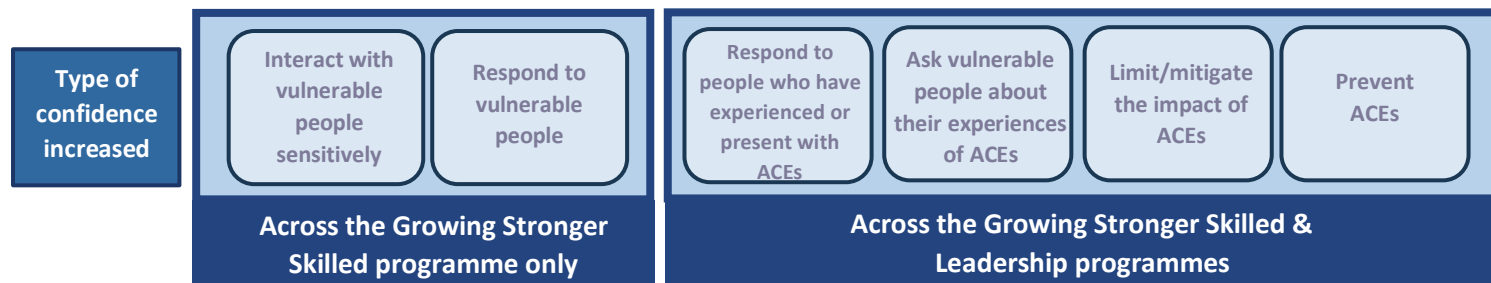 Type of
confidence
increased
Interact with
vulnerable
people
sensitively
Respond to
vulnerable
people
Respond to
people who have
experienced or
present with
ACEs
Ask vulnerable
people about
their experiences
of ACEs
Limit/mitigate
the impact of
ACEs
Prevent
ACEs
Across the Growing Stronger
Skilled programme only
Across the Growing Stronger Skilled &
Leadership programmes